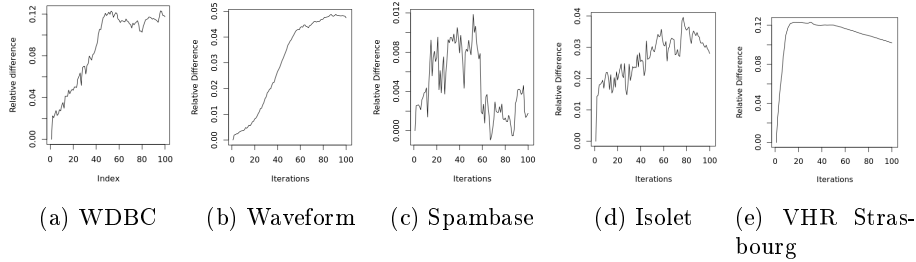 Relative difference
0.00 0.04 0.08 0.12
0 20 40 60 80 100
Index
(a) WDBC
Relative Difference
0.00 0.01 0.02 0.03 0.04 0.05
0 20 40 60 80 100
Iterations
(b) Waveform
Relative Difference
0.000 0.004 0.008 0.012
0 20 40 60 80 100
Iterations
(c) Spambase
Relative Difference
0.00 0.01 0.02 0.03 0.04
0 20 40 60 80 100
Iterations
(d) Isolet
Relative Difference
0.00 0.04 0.08 0.12
0 20 40 60 80 100
Iterations
(e) VHR Stras-
bourg